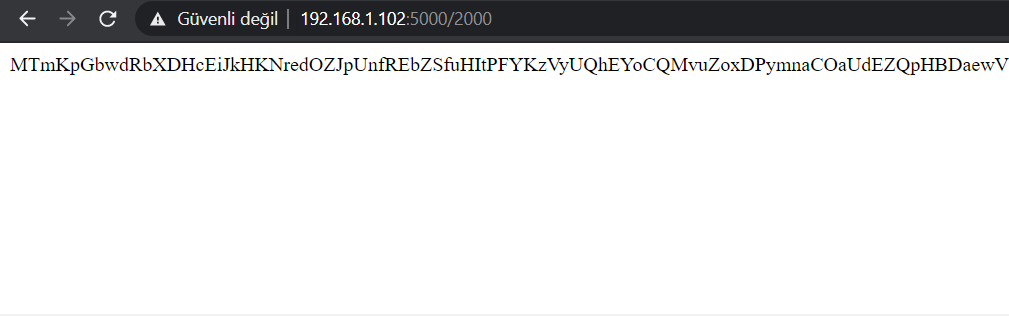 Güvenli değil 192.168.1.102:5000/2000
MTmKpGbwdRbXDHcEiJkHKNredOZJpUnfREbZSfuHItPFYKzVyUQhEYoCQMvuZoxDPymnaCOaUdEZQpHBDaewV